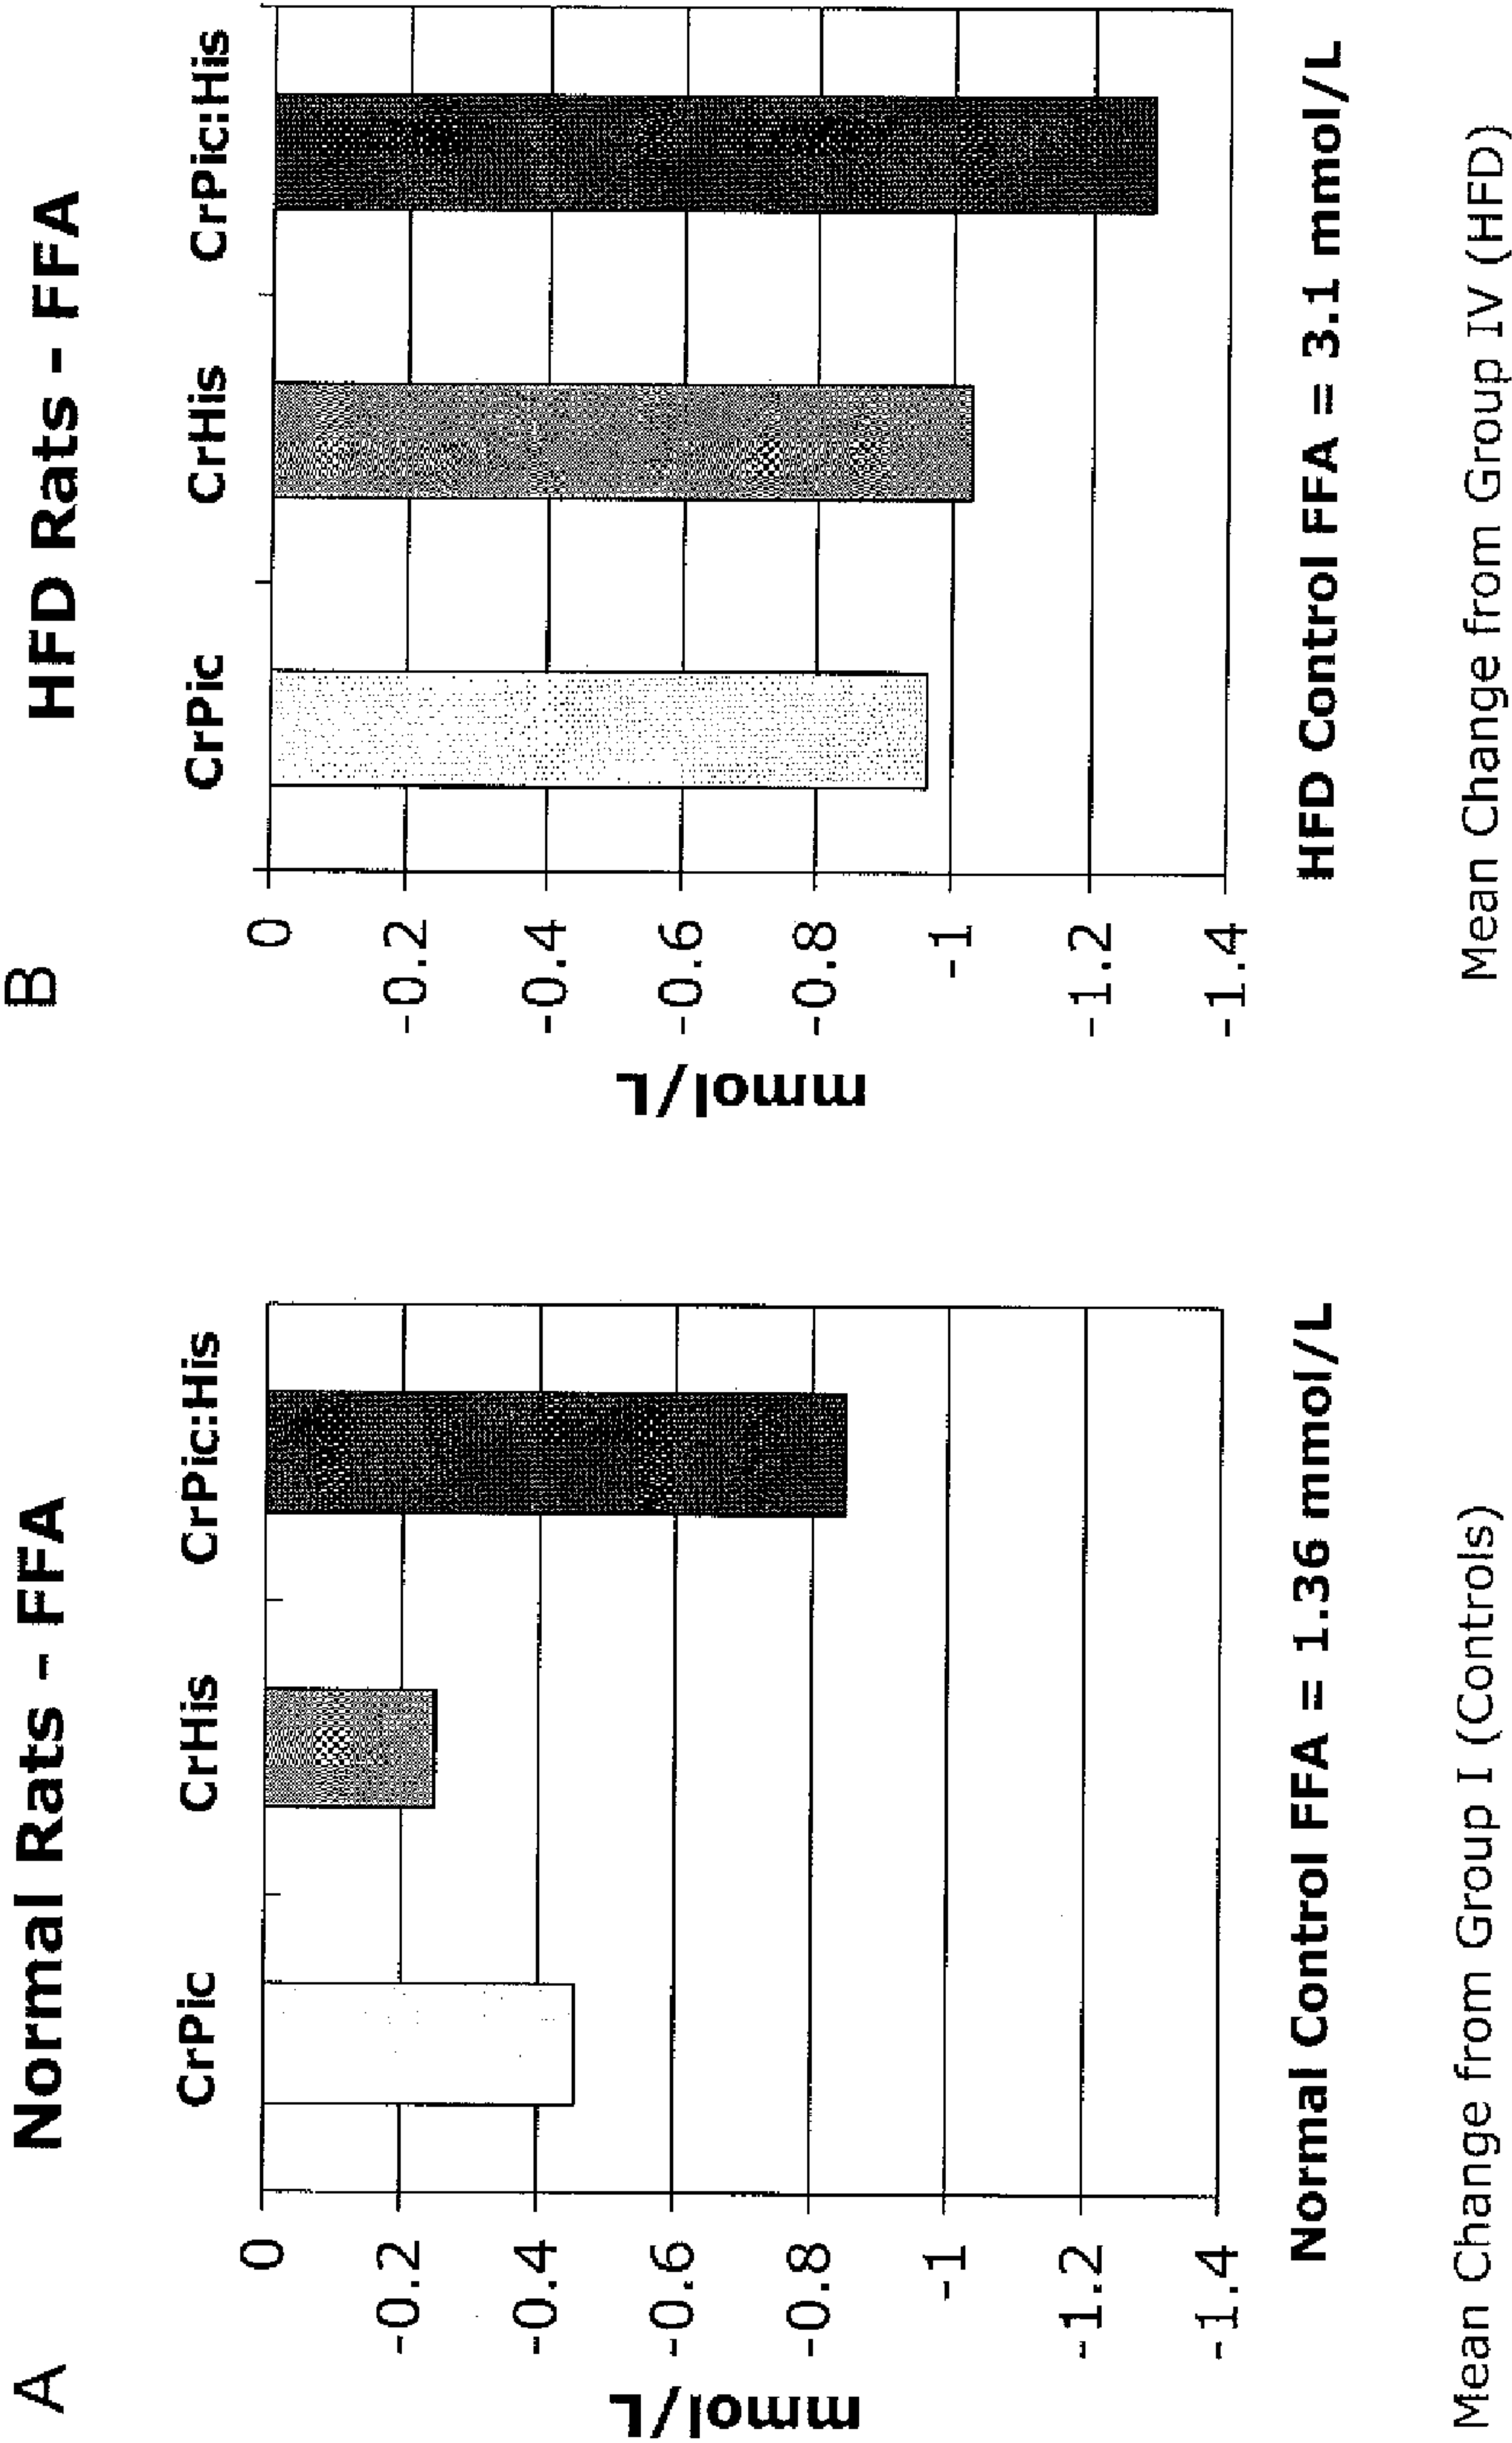 A
Normal Rats - FFA
CrPic CrHis CrPic:His
mmol/L
0
-0.2
-0.4
-0.6
-0.8
-1
-1.2
-1.4
Normal Control FFA = 1.36 mmol/L
Mean Change from Group I (Controls)
B
HFD Rats - FFA
CrPic CrHis CrPic:His
mmol/L
0
-0.2
-0.4
-0.6
-0.8
-1
-1.2
-1.4
HFD Control FFA = 3.1 mmol/L
Mean Change from Group IV (HFD)